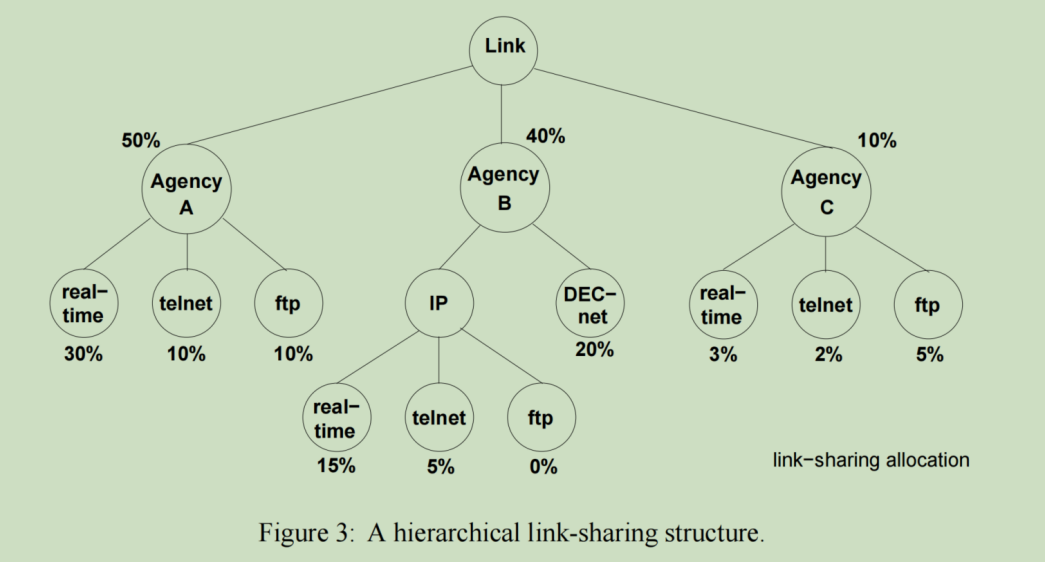 Link
50%
40%
10%
Agency
A
Agency
B
Agency
C
real−
time
telnet
ftp
IP
DEC−
net
real−
time
telnet
ftp
30%
10%
10%
20%
3%
2%
5%
real−
time
telnet
ftp
15%
5%
0%
link−sharing allocation
Figure 3: A hierarchical link-sharing structure.